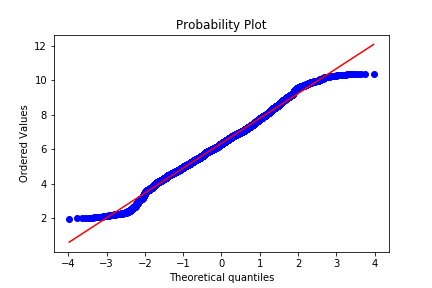 Probability Plot
Ordered Values
12
10
8
6
4
2
−4 −3 −2 −1 0 1 2 3 4
Theoretical quantiles